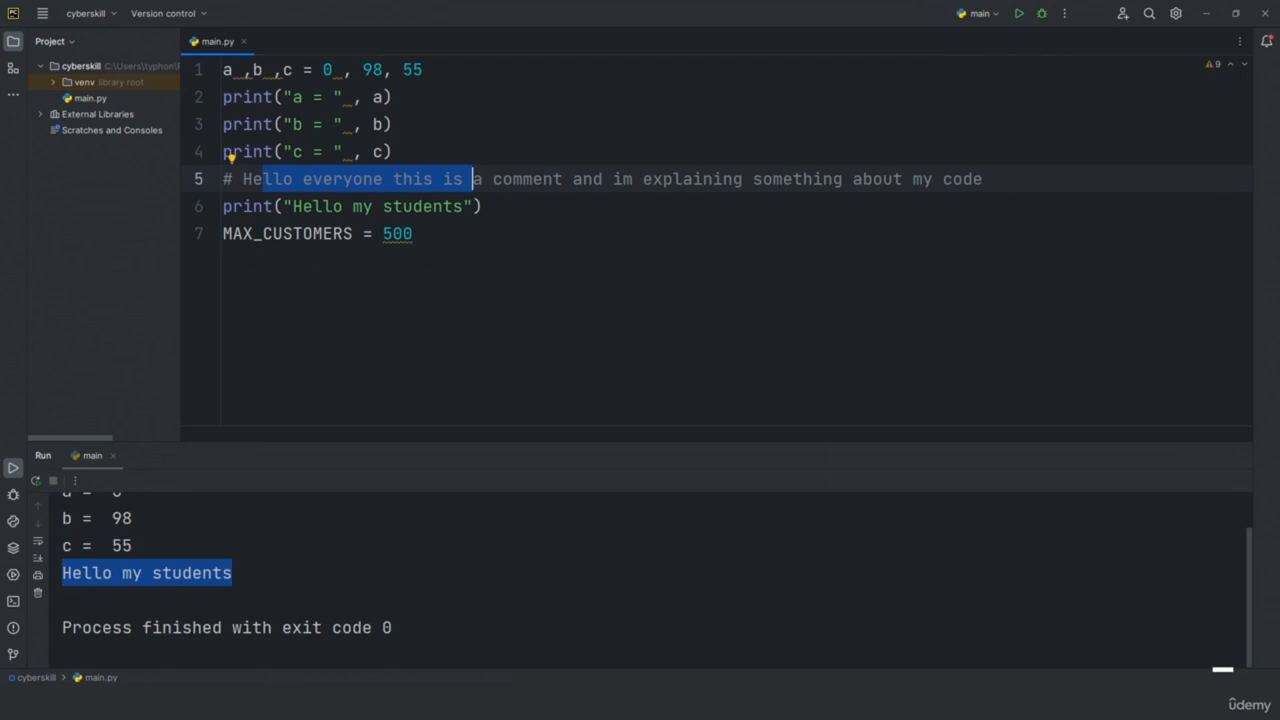 PC cyberskill Version control main
Project main.py
cyberskill C:\Users\typhon\P
venv library root
main.py
External Libraries
Scratches and Consoles
9
1 a ,b ,c = 0 , 98, 55
2 print("a = " , a)
3 print("b = " , b)
4 print("c = " , c)
5 # Hello everyone this is a comment and im explaining something about my code
6 print("Hello my students")
7 MAX_CUSTOMERS = 500
Run main
b =  98
c =  55
Hello my students
Process finished with exit code 0
cyberskill > main.py
ûdemy